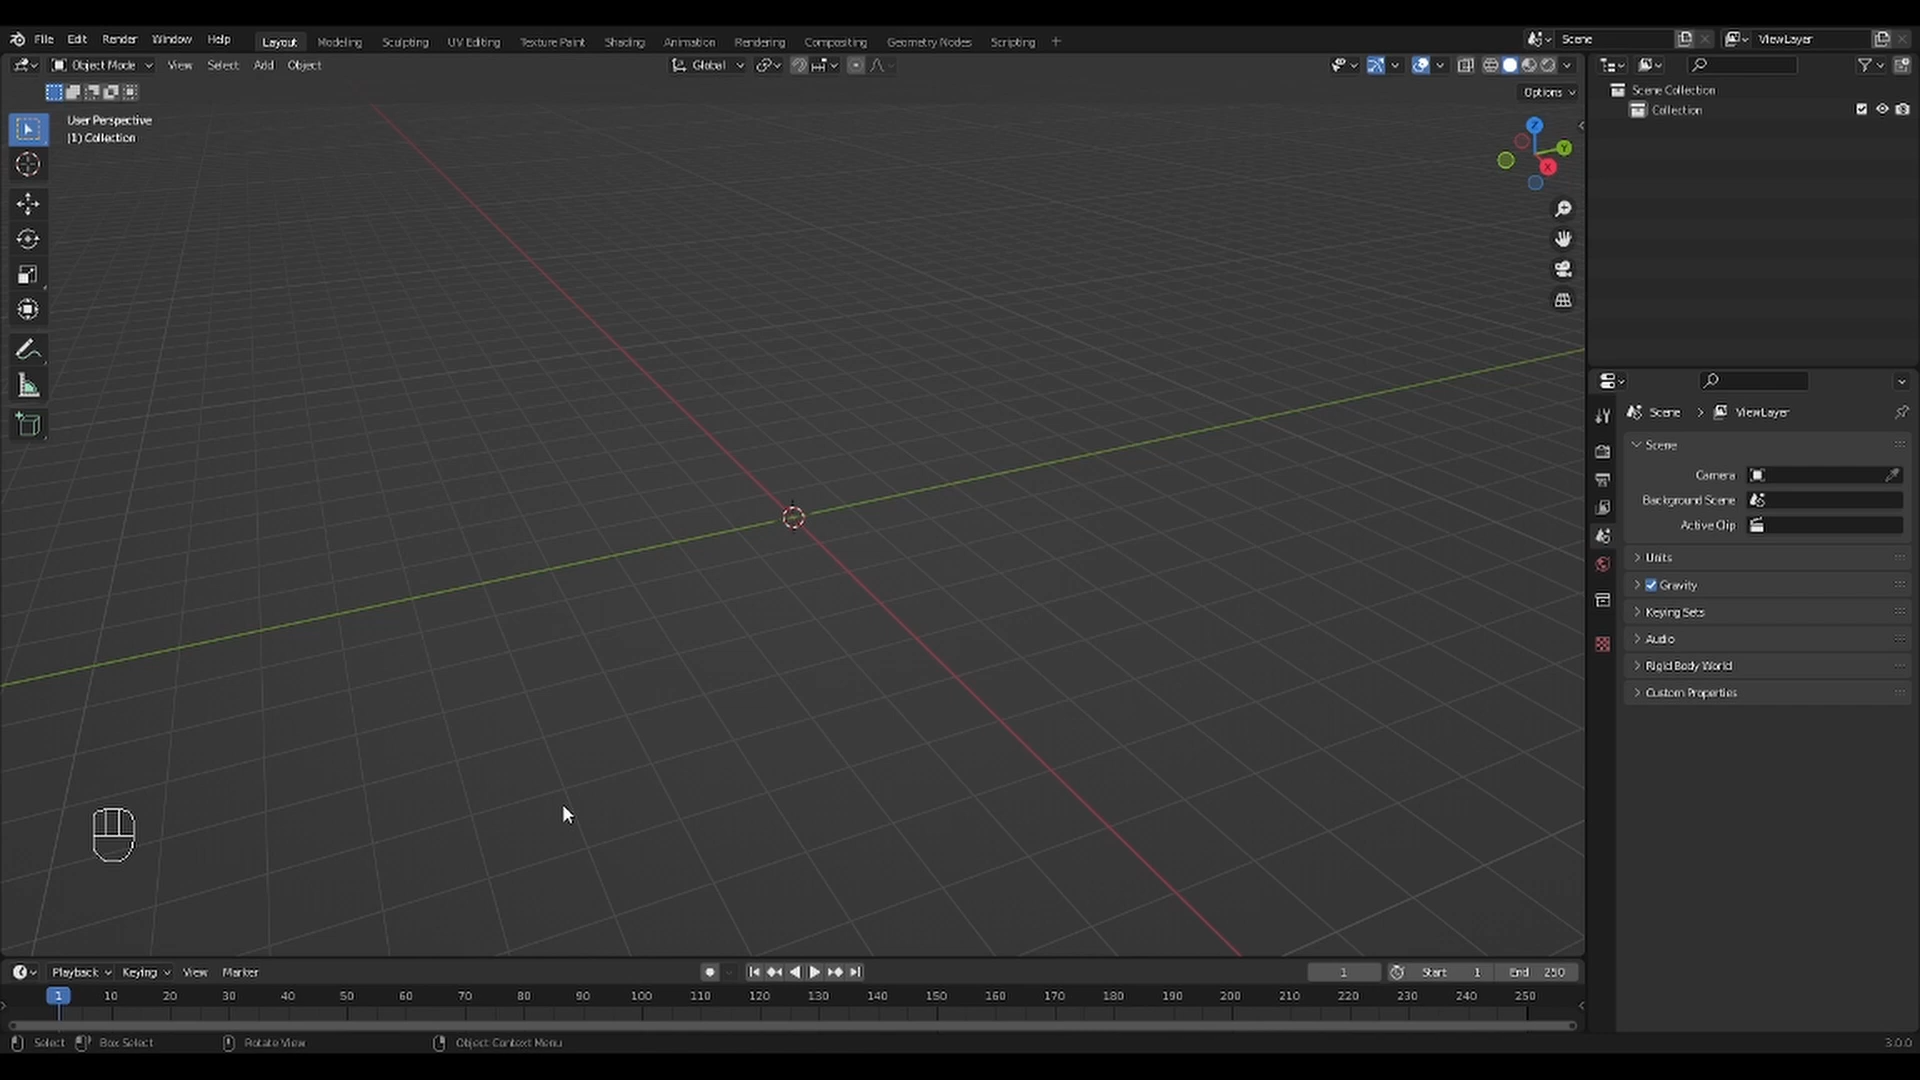 File Edit Render Window Help Layout Modeling Sculpting UV Editing Texture Paint Shading Animation Rendering Compositing Geometry Nodes Scripting + Scene ViewLayer
Object Mode View Select Add Object Global
Options
User Perspective
(1) Collection
Z
Y
X
Scene Collection
Collection
Scene > ViewLayer
Scene
Camera
Background Scene
Active Clip
Units
Gravity
Keying Sets
Audio
Rigid Body World
Custom Properties
Playback Keying View Marker 1 Start 1 End 250
1 10 20 30 40 50 60 70 80 90 100 110 120 130 140 150 160 170 180 190 200 210 220 230 240 250
Select Box Select Rotate View Object Context Menu 3.0.0